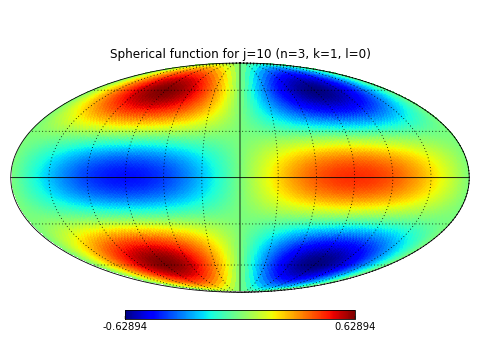 Spherical function for j=10 (n=3, k=1, l=0)
-0.62894 0.62894